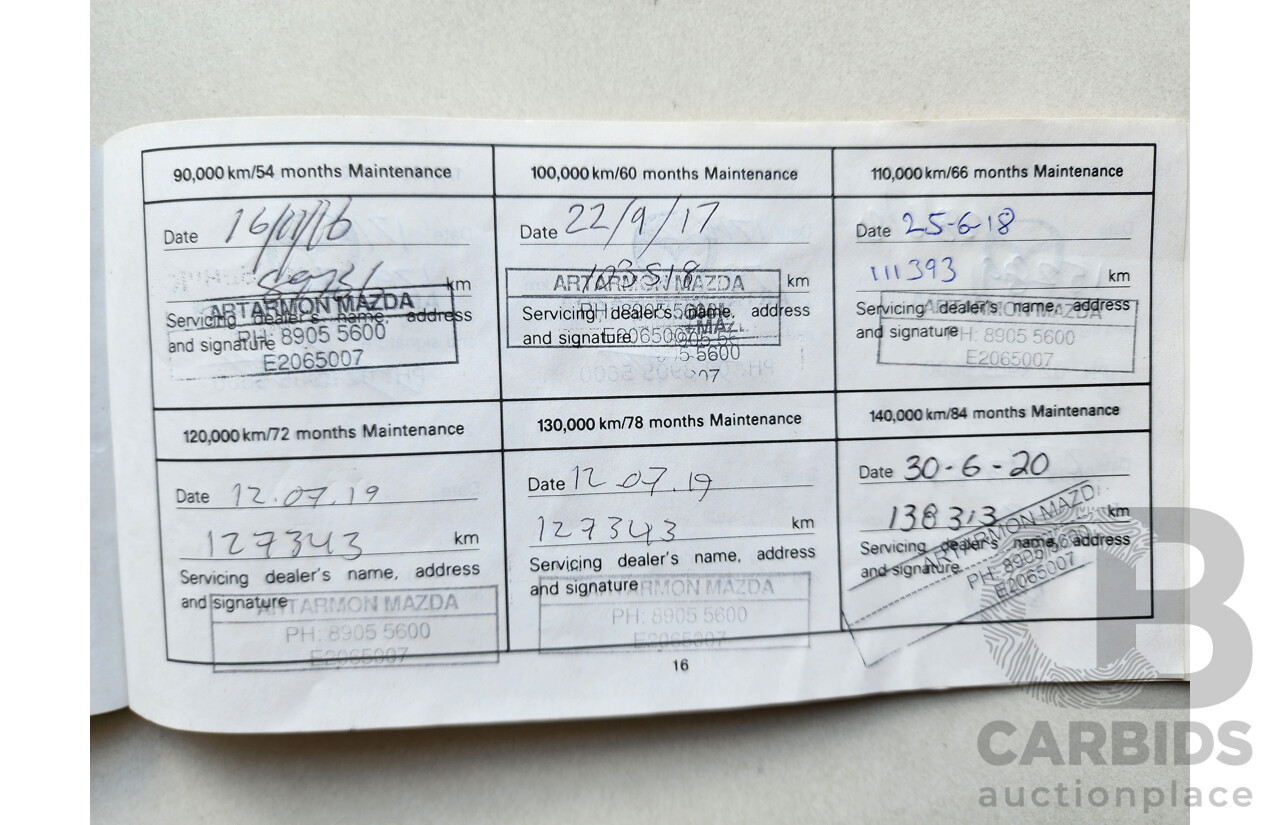 90,000 km/54 months Maintenance
Date
km
ARTARMON MAZDA
Servicing dealer's name, address
and signature
PH: 8905 5600
E2065007
100,000 km/60 months Maintenance
Date 22/9/17
km
ARTARMON MAZDA
Servicing dealer's name, address
and signature
E2065007
110,000 km/66 months Maintenance
Date 25-6-18
111393 km
Servicing dealer's name, address
ARTARMON MAZDA
and signature
PH: 8905 5600
E2065007
120,000 km/72 months Maintenance
Date 12.07.19
127343 km
Servicing dealer's name, address
and signature
ARTARMON MAZDA
PH: 8905 5600
E2065007
130,000 km/78 months Maintenance
Date 12.07.19
127343 km
Servicing dealer's name, address
and signature
ARTARMON MAZDA
PH: 8905 5600
E2065007
140,000 km/84 months Maintenance
Date 30-6-20
138313 km
Servicing dealer's name, address
and signature
ARTARMON MAZDA
PH: 8905 5600
E2065007
16
CB
CARBIDS
auctionplace